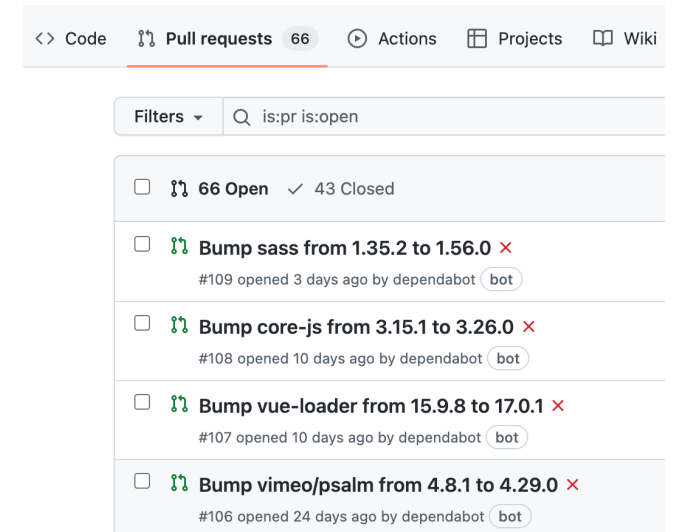 Code Pull requests 66 Actions Projects Wiki
Filters is:pr is:open
66 Open 43 Closed
Bump sass from 1.35.2 to 1.56.0
#109 opened 3 days ago by dependabot bot
Bump core-js from 3.15.1 to 3.26.0
#108 opened 10 days ago by dependabot bot
Bump vue-loader from 15.9.8 to 17.0.1
#107 opened 10 days ago by dependabot bot
Bump vimeo/psalm from 4.8.1 to 4.29.0
#106 opened 24 days ago by dependabot bot